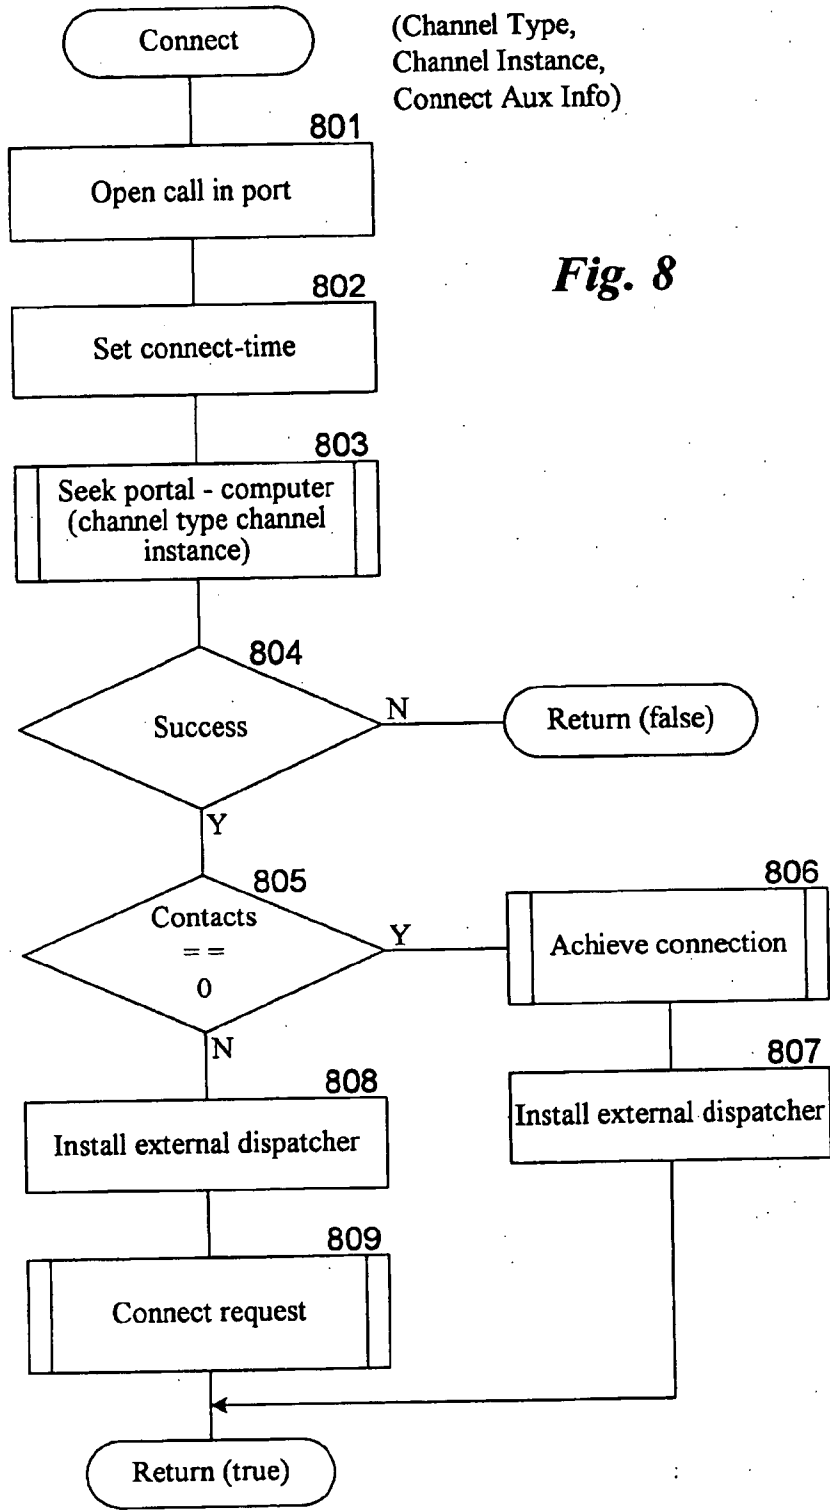 Connect
(Channel Type,
Channel Instance,
Connect Aux Info)
801
Open call in port
Fig. 8
802
Set connect-time
803
Seek portal - computer
(channel type channel
instance)
804
Success
N
Return (false)
Y
805
Contacts
= =
0
Y
806
Achieve connection
N
807
Install external dispatcher
808
Install external dispatcher
809
Connect request
Return (true)